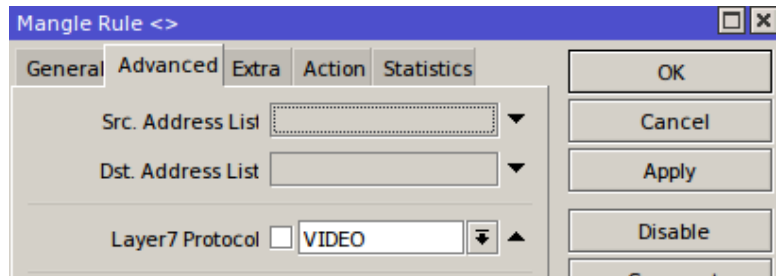 Mangle Rule <>
General Advanced Extra Action Statistics
OK
Src. Address List
Cancel
Dst. Address List
Apply
Layer7 Protocol VIDEO
Disable